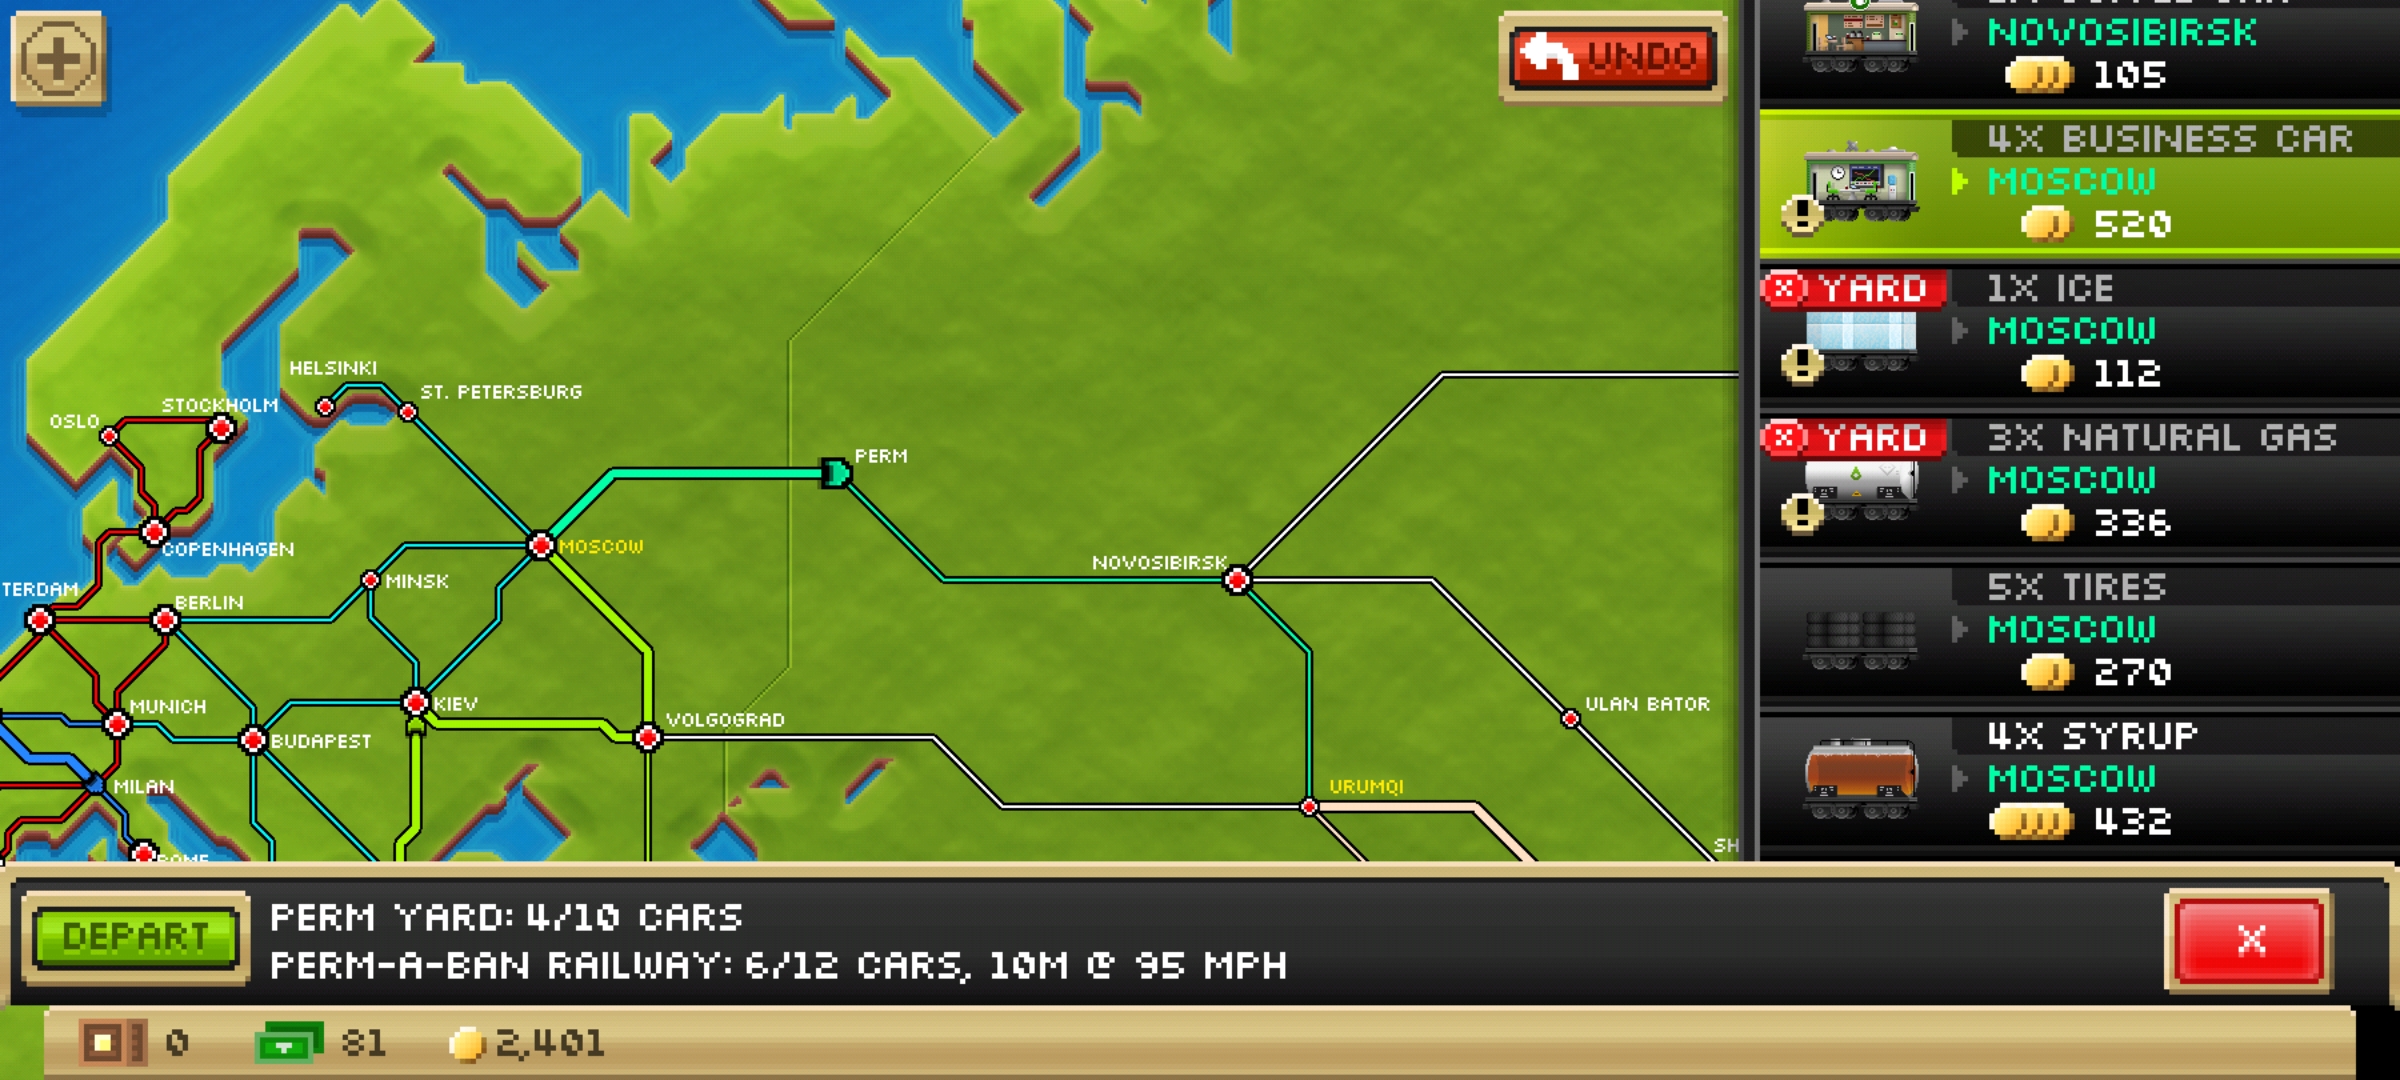 UNDO
NOVOSIBIRSK
105
4X BUSINESS CAR
MOSCOW
520
YARD
1X ICE
MOSCOW
112
YARD
3X NATURAL GAS
MOSCOW
336
5X TIRES
MOSCOW
270
4X SYRUP
MOSCOW
432
HELSINKI
ST. PETERSBURG
STOCKHOLM
OSLO
PERM
COPENHAGEN
MOSCOW
NOVOSIBIRSK
MINSK
TERDAM
BERLIN
MUNICH
KIEV
VOLGOGRAD
ULAN BATOR
BUDAPEST
MILAN
URUMQI
SH
DEPART
PERM YARD: 4/10 CARS
PERM-A-BAN RAILWAY: 6/12 CARS, 10M @ 95 MPH
X
0
81
2,401